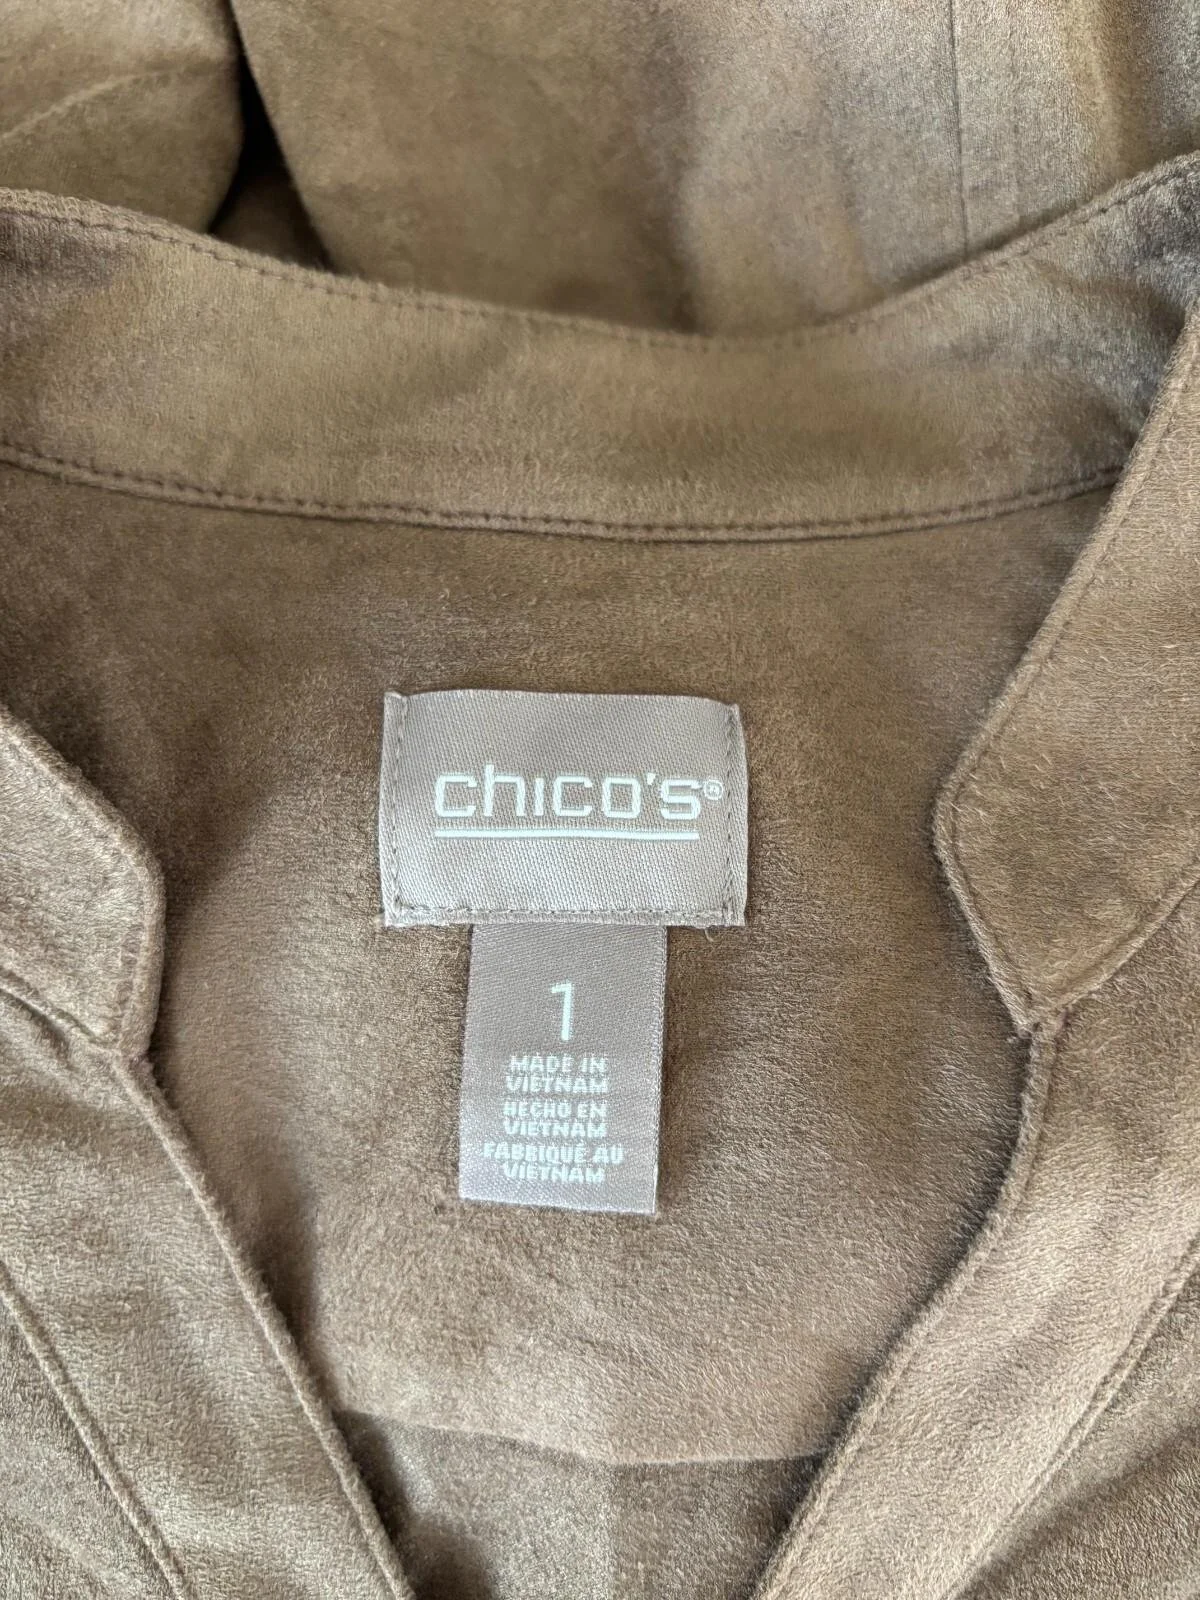 chico's®
1
MADE IN
VIETNAM
HECHO EN
VIETNAM
FABRIQUÉ AU
VIETNAM